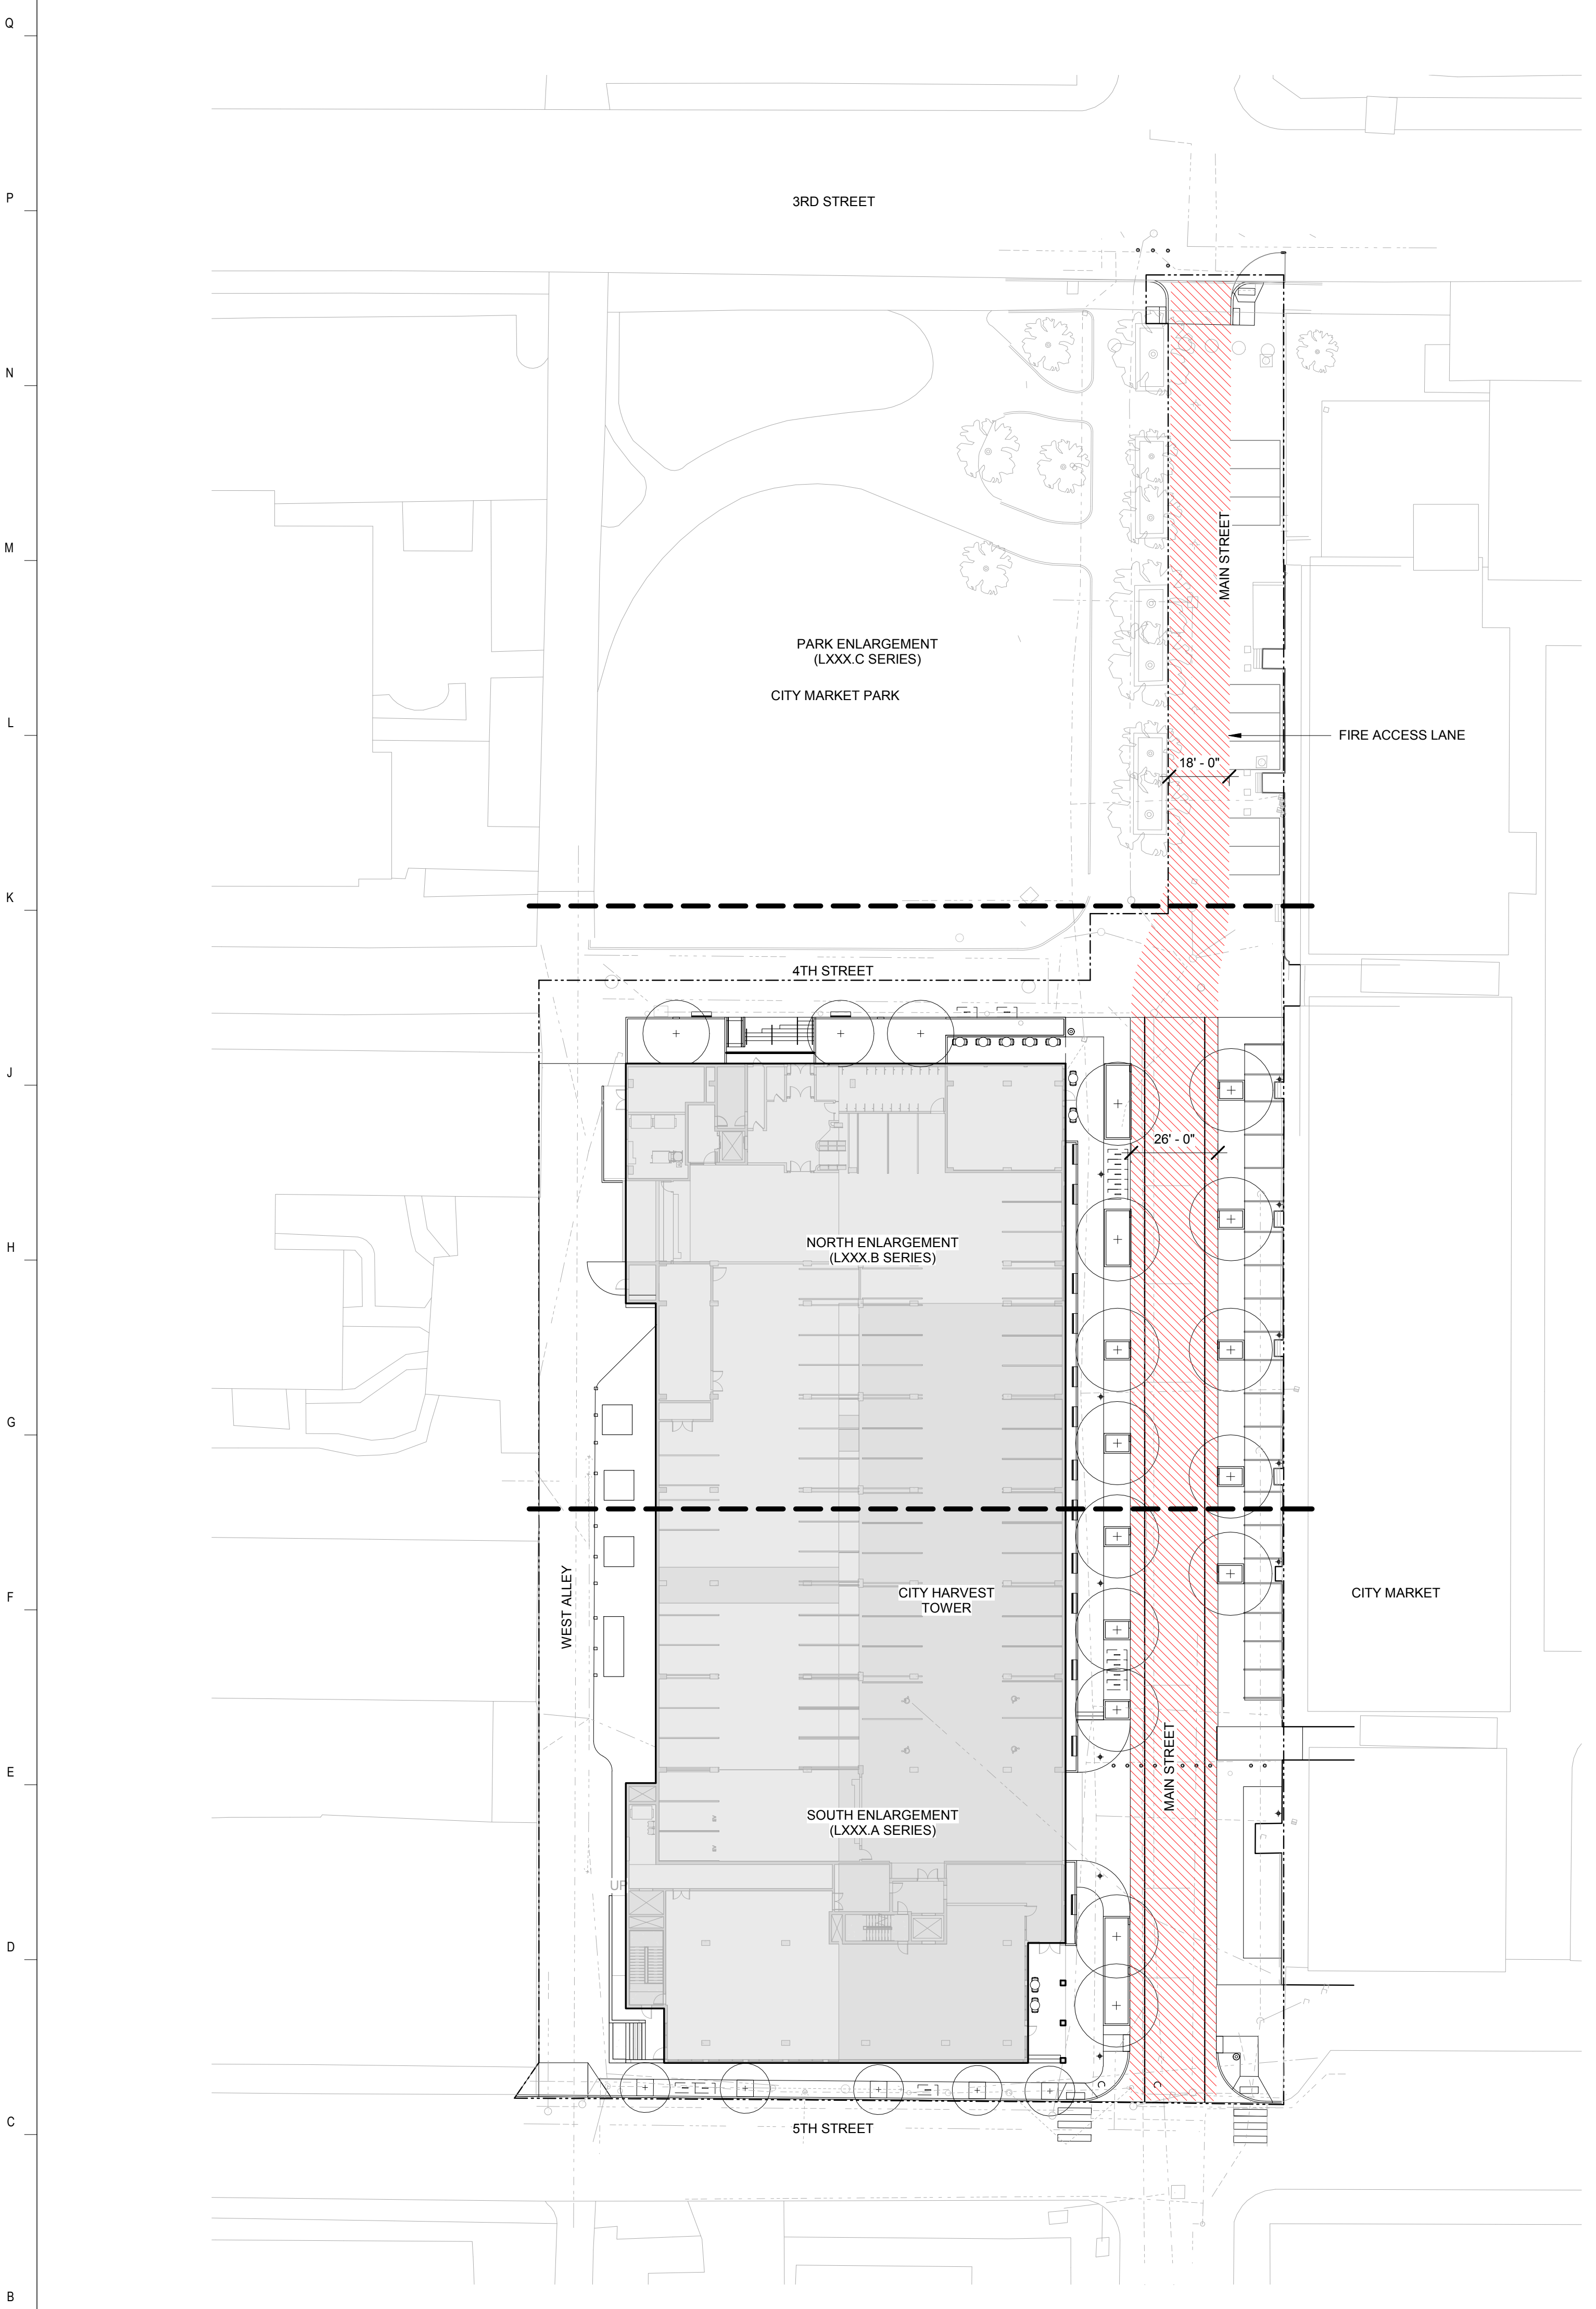 Q
P
3RD STREET
N
M
MAIN STREET
PARK ENLARGEMENT
(LXXX.C SERIES)
CITY MARKET PARK
L
FIRE ACCESS LANE
18' - 0"
K
4TH STREET
J
26' - 0"
H
NORTH ENLARGEMENT
(LXXX.B SERIES)
G
F
WEST ALLEY
CITY HARVEST
TOWER
CITY MARKET
E
MAIN STREET
SOUTH ENLARGEMENT
(LXXX.A SERIES)
UP
D
C
5TH STREET
B